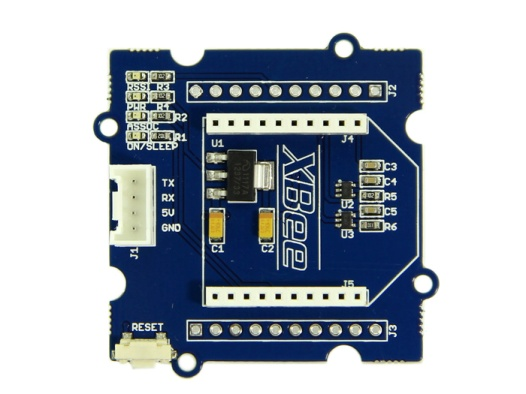 RSSI R3
PWR R4
R2
ASSOC
R1
ON/SLEEP
J2
J4
U1
XBee
TX
RX
5V
GND
J1
C1
C2
C3
C4
U2
R5
C5
U3
R6
J5
RESET
J3